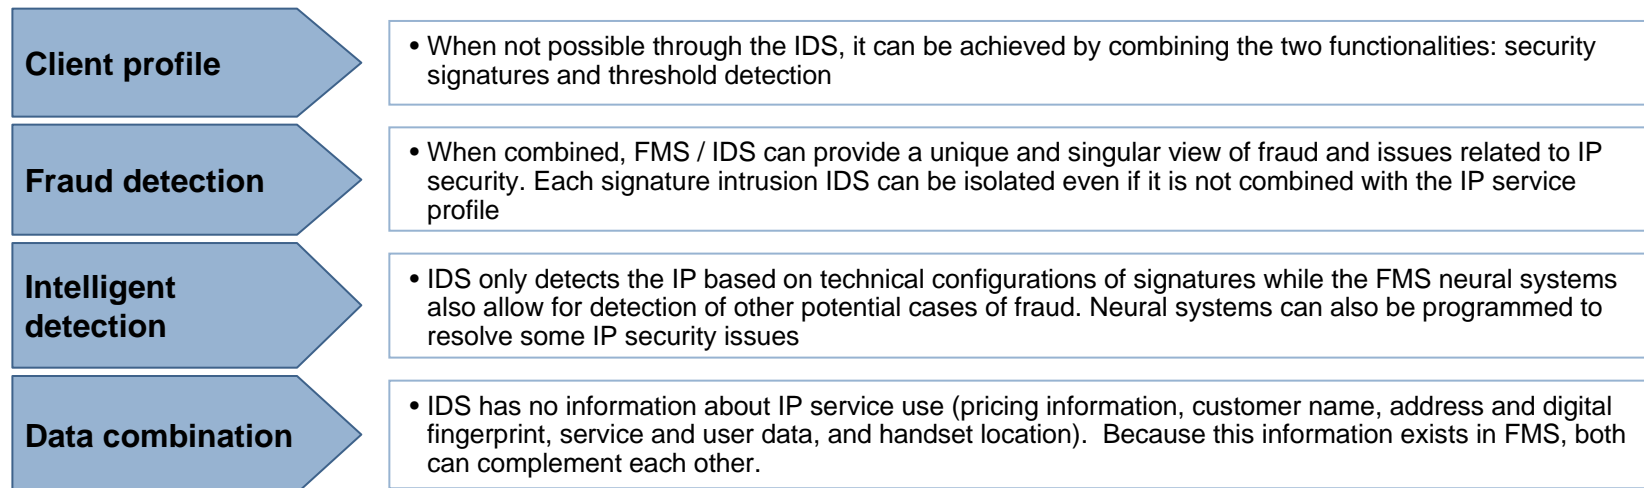 Client profile
• When not possible through the IDS, it can be achieved by combining the two functionalities: security
signatures and threshold detection
Fraud detection
• When combined, FMS / IDS can provide a unique and singular view of fraud and issues related to IP
security. Each signature intrusion IDS can be isolated even if it is not combined with the IP service
profile
Intelligent
detection
• IDS only detects the IP based on technical configurations of signatures while the FMS neural systems
also allow for detection of other potential cases of fraud. Neural systems can also be programmed to
resolve some IP security issues
Data combination
• IDS has no information about IP service use (pricing information, customer name, address and digital
fingerprint, service and user data, and handset location).  Because this information exists in FMS, both
can complement each other.